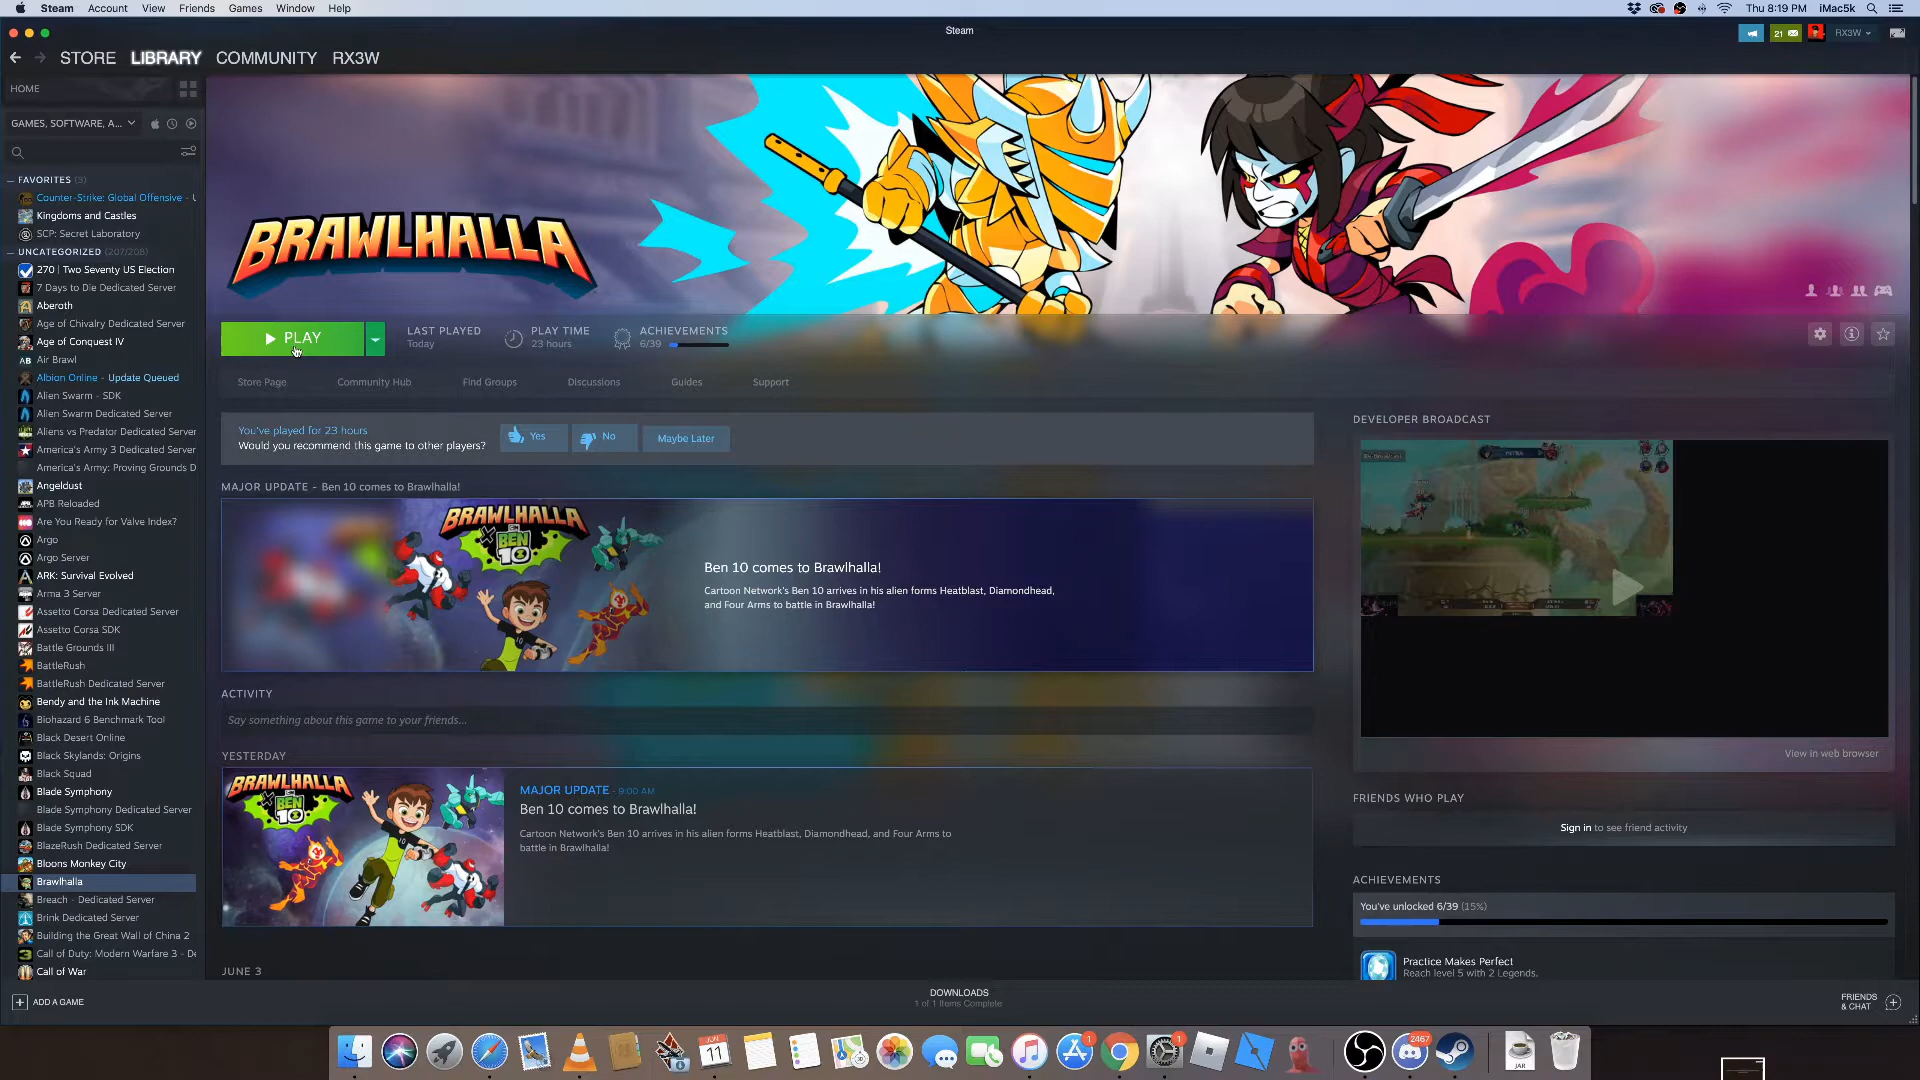 Steam Account View Friends Games Window Help
Thu 8:19 PM iMac5k
Steam
21 RX3W
STORE LIBRARY COMMUNITY RX3W
HOME
GAMES, SOFTWARE, A...
FAVORITES (3)
Counter-Strike: Global Offensive - U
Kingdoms and Castles
SCP: Secret Laboratory
UNCATEGORIZED (207/208)
270 | Two Seventy US Election
7 Days to Die Dedicated Server
Aberoth
Age of Chivalry Dedicated Server
Age of Conquest IV
AB Air Brawl
Albion Online - Update Queued
Alien Swarm - SDK
Alien Swarm Dedicated Server
Aliens vs Predator Dedicated Server
America's Army 3 Dedicated Server
America's Army: Proving Grounds D
Angeldust
APB Reloaded
Are You Ready for Valve Index?
Argo
Argo Server
ARK: Survival Evolved
Arma 3 Server
Assetto Corsa Dedicated Server
Assetto Corsa SDK
Battle Grounds III
BattleRush
BattleRush Dedicated Server
Bendy and the Ink Machine
Biohazard 6 Benchmark Tool
Black Desert Online
Black Skylands: Origins
Black Squad
Blade Symphony
Blade Symphony Dedicated Server
Blade Symphony SDK
BlazeRush Dedicated Server
Bloons Monkey City
Brawlhalla
Breach - Dedicated Server
Brink Dedicated Server
Building the Great Wall of China 2
Call of Duty: Modern Warfare 3 - De
Call of War
ADD A GAME
BRAWLHALLA
PLAY
LAST PLAYED
Today
PLAY TIME
23 hours
ACHIEVEMENTS
6/39
Store Page Community Hub Find Groups Discussions Guides Support
You've played for 23 hours
Would you recommend this game to other players?
Yes No Maybe Later
MAJOR UPDATE - Ben 10 comes to Brawlhalla!
BRAWLHALLA
BEN
10
Ben 10 comes to Brawlhalla!
Cartoon Network's Ben 10 arrives in his alien forms Heatblast, Diamondhead,
and Four Arms to battle in Brawlhalla!
ACTIVITY
Say something about this game to your friends...
YESTERDAY
BRAWLHALLA
BEN
10
MAJOR UPDATE - 9:00 AM
Ben 10 comes to Brawlhalla!
Cartoon Network's Ben 10 arrives in his alien forms Heatblast, Diamondhead, and Four Arms to
battle in Brawlhalla!
JUNE 3
DEVELOPER BROADCAST
View in web browser
FRIENDS WHO PLAY
Sign in to see friend activity
ACHIEVEMENTS
You've unlocked 6/39 (15%)
Practice Makes Perfect
Reach level 5 with 2 Legends.
DOWNLOADS
1 of 1 Items Complete
FRIENDS
& CHAT
JUN
11
1
1
2467
JAR